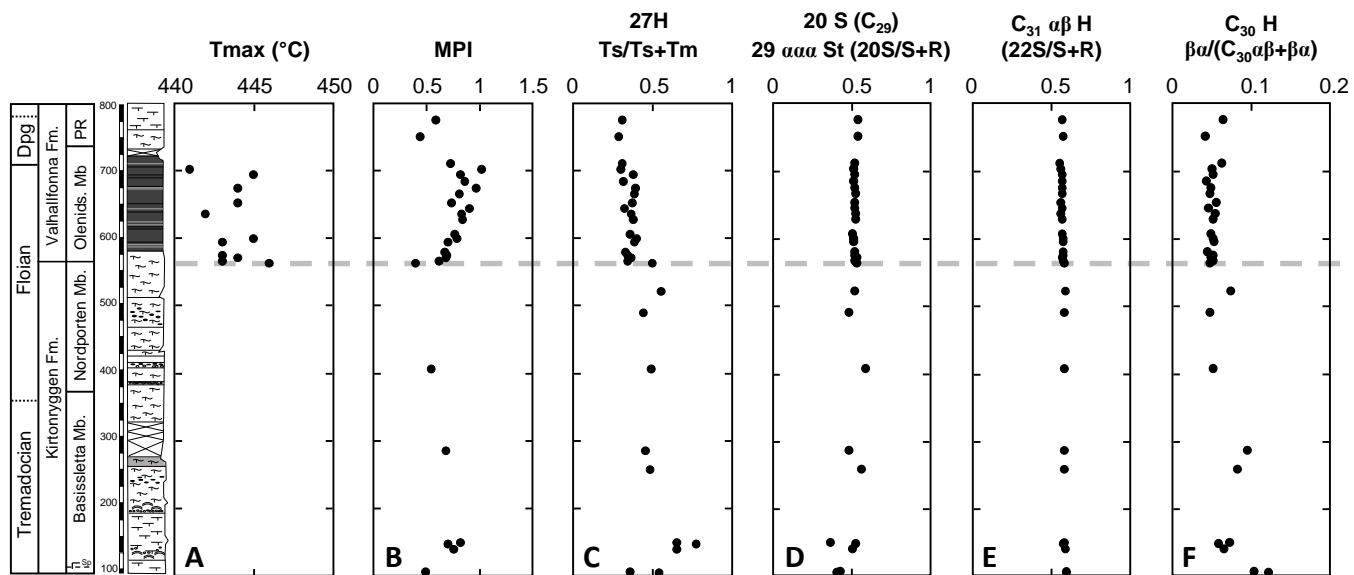 27H
20 S (C₂₉)
C₃₁ αβ H
C₃₀ H
Tmax (°C)
MPI
Ts/Ts+Tm
29 ααα St (20S/S+R)
(22S/S+R)
βα/(C₃₀αβ+βα)
440 445 450
0 0.5 1 1.5
0 0.5 1
0 0.5 1
0 0.5 1
0 0.1 0.2
Dpg
Floian
Tremadocian
Valhallfonna Fm.
Kirtonryggen Fm.
PR
Olenids. Mb
Nordporten Mb.
Basissletta Mb.
800
700
600
500
400
300
200
100
A B C D E F